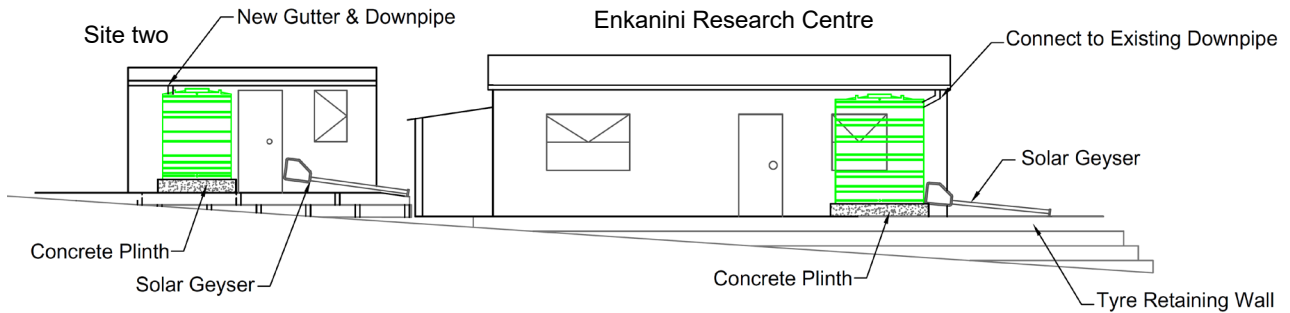 New Gutter & Downpipe
Enkanini Research Centre
Site two
Connect to Existing Downpipe
Solar Geyser
Concrete Plinth
Solar Geyser
Concrete Plinth
Tyre Retaining Wall